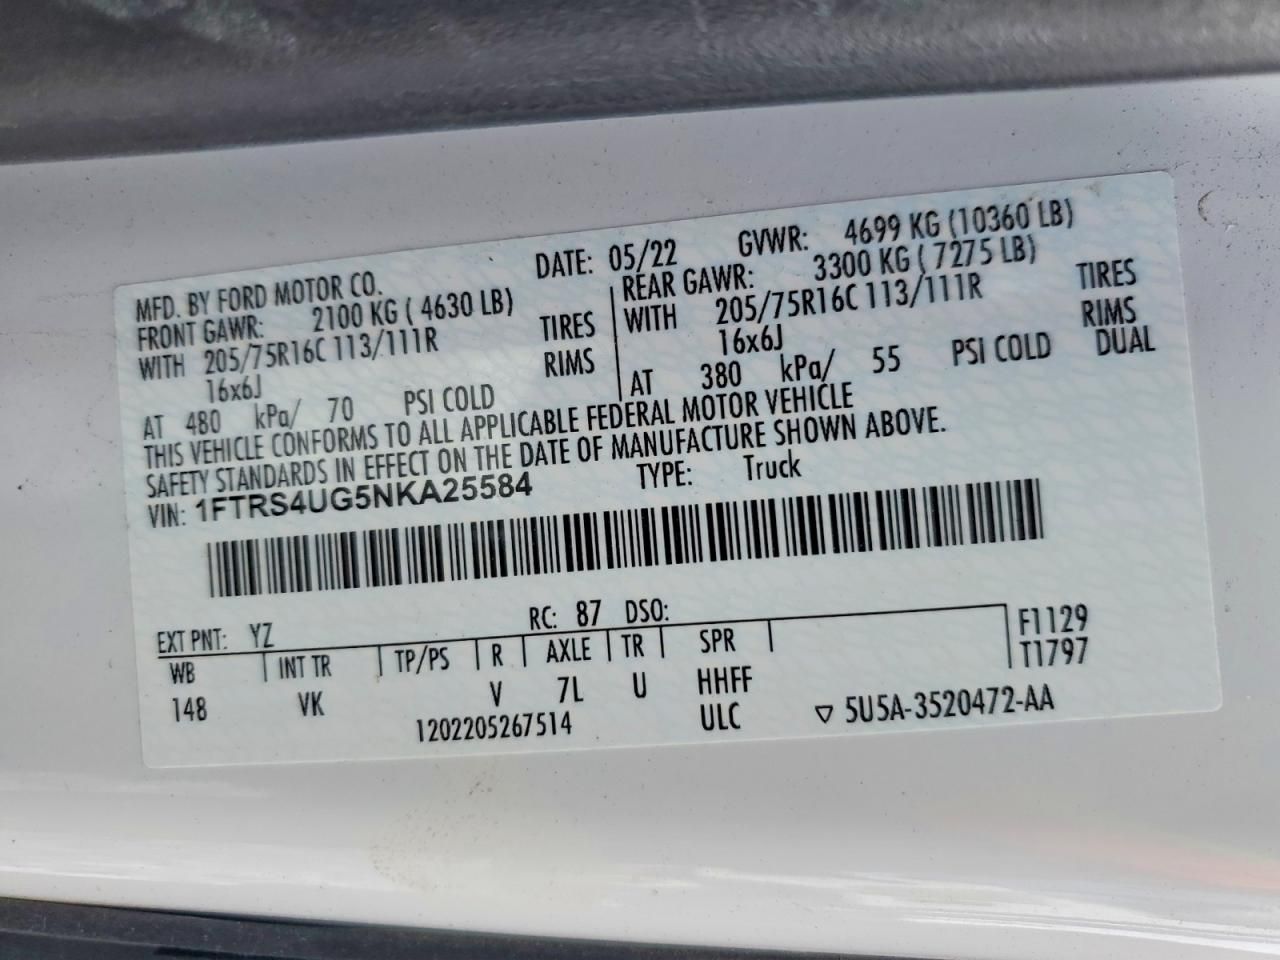 MFD. BY FORD MOTOR CO. DATE: 05/22 GVWR: 4699 KG (10360 LB)
FRONT GAWR: 2100 KG ( 4630 LB) REAR GAWR: 3300 KG ( 7275 LB)
WITH 205/75R16C 113/111R TIRES WITH 205/75R16C 113/111R TIRES
16x6J RIMS 16x6J RIMS
AT 480 kPa/ 70 PSI COLD AT 380 kPa/ 55 PSI COLD DUAL
THIS VEHICLE CONFORMS TO ALL APPLICABLE FEDERAL MOTOR VEHICLE
SAFETY STANDARDS IN EFFECT ON THE DATE OF MANUFACTURE SHOWN ABOVE.
VIN: 1FTRS4UG5NKA25584 TYPE: Truck
EXT PNT: YZ RC: 87 DSO:
WB INT TR TP/PS R AXLE TR SPR F1129
148 VK V 7L U HHFF T1797
1202205267514 ULC ▽ 5U5A-3520472-AA